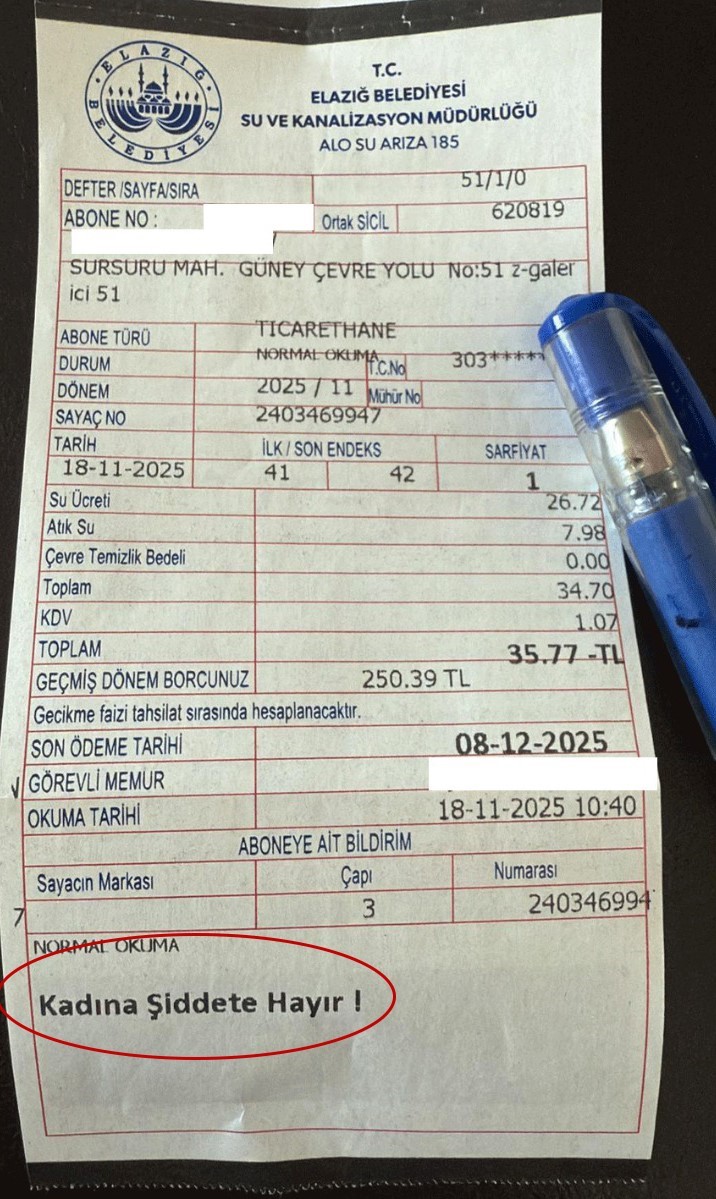 ELAZIĞ BELEDİYESİ
T.C.
ELAZIĞ BELEDİYESİ
SU VE KANALİZASYON MÜDÜRLÜĞÜ
ALO SU ARIZA 185
DEFTER /SAYFA/SIRA 51/1/0
ABONE NO : Ortak SİCİL 620819
SURSURU MAH. GÜNEY ÇEVRE YOLU No:51 z-galer
ici 51
ABONE TÜRÜ TICARETHANE
DURUM NORMAL OKUMA T.C.No 303*****
DÖNEM 2025 / 11 Mühür No
SAYAÇ NO 2403469947
TARİH İLK / SON ENDEKS SARFİYAT
18-11-2025 41 42 1
Su Ücreti 26.72
Atık Su 7.98
Çevre Temizlik Bedeli 0.00
Toplam 34.70
KDV 1.07
TOPLAM 35.77 -TL
GEÇMİŞ DÖNEM BORCUNUZ 250.39 TL
Gecikme faizi tahsilat sırasında hesaplanacaktır.
SON ÖDEME TARİHİ 08-12-2025
GÖREVLİ MEMUR
OKUMA TARİHİ 18-11-2025 10:40
ABONEYE AİT BİLDİRİM
Sayacın Markası Çapı Numarası
3 240346994
7
NORMAL OKUMA
Kadına Şiddete Hayır !